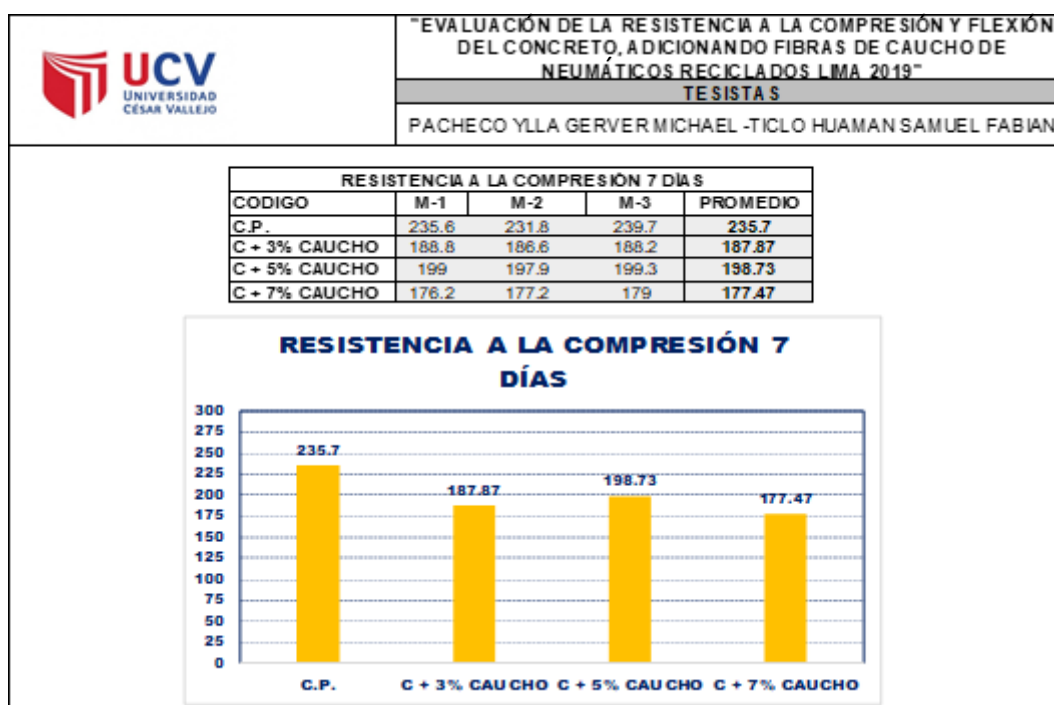 UCV
UNIVERSIDAD
CÉSAR VALLEJO
"EVALUACIÓN DE LA RESISTENCIA A LA COMPRESIÓN Y FLEXIÓN
DEL CONCRETO, ADICIONANDO FIBRAS DE CAUCHO DE
NEUMÁTICOS RECICLADOS LIMA 2019"
TESISTAS
PACHECO YLLA GERVER MICHAEL -TICLO HUAMAN SAMUEL FABIAN
RESISTENCIA A LA COMPRESIÓN 7 DÍAS
CODIGO M-1 M-2 M-3 PROMEDIO
C.P. 235.6 231.8 239.7 235.7
C + 3% CAUCHO 188.8 186.6 188.2 187.87
C + 5% CAUCHO 199 197.9 199.3 198.73
C + 7% CAUCHO 176.2 177.2 179 177.47
RESISTENCIA A LA COMPRESIÓN 7
DÍAS
300
275
250
225
200
175
150
125
100
75
50
25
0
235.7
187.87
198.73
177.47
C.P. C + 3% CAUCHO C + 5% CAUCHO C + 7% CAUCHO